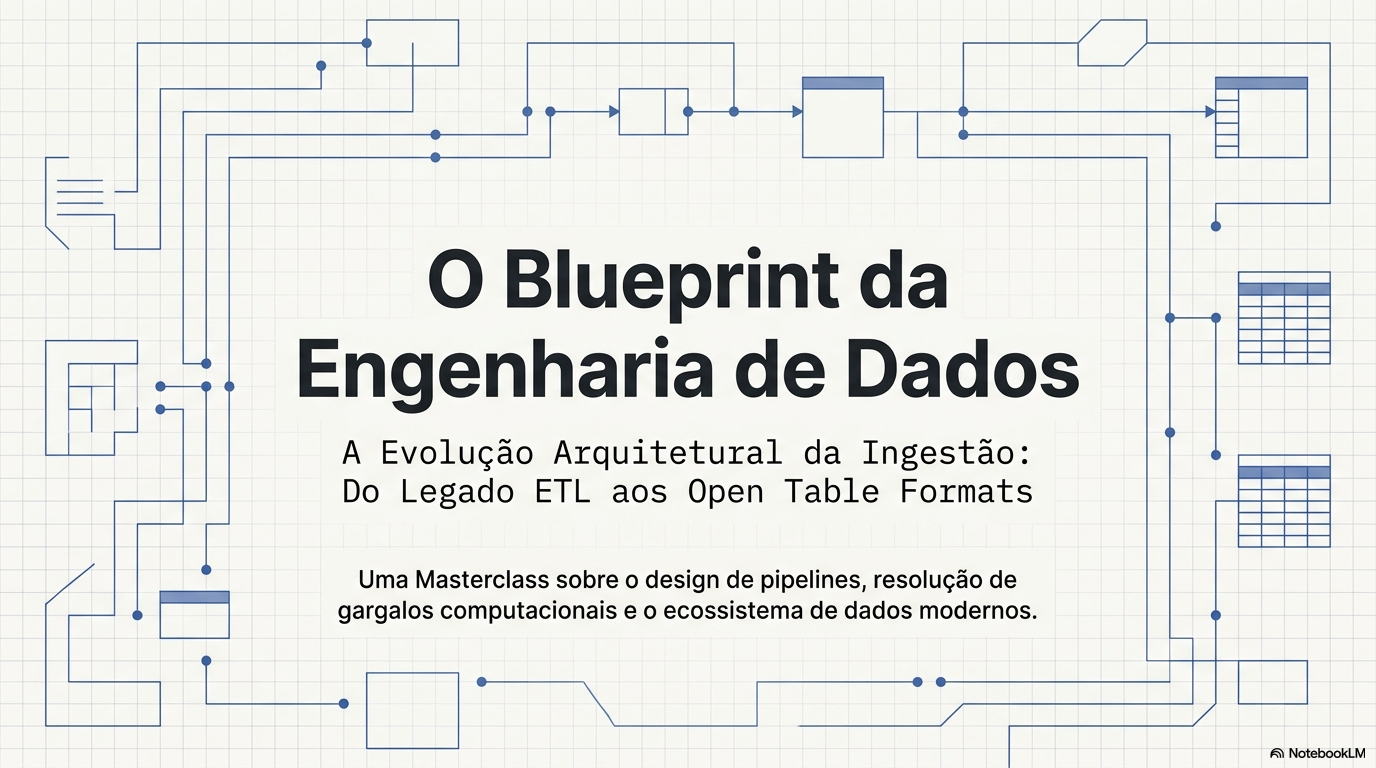 O Blueprint da
Engenharia de Dados
A Evolução Arquitetural da Ingestão:
Do Legado ETL aos Open Table Formats
Uma Masterclass sobre o design de pipelines, resolução de
gargalos computacionais e o ecossistema de dados modernos.
NotebookLM